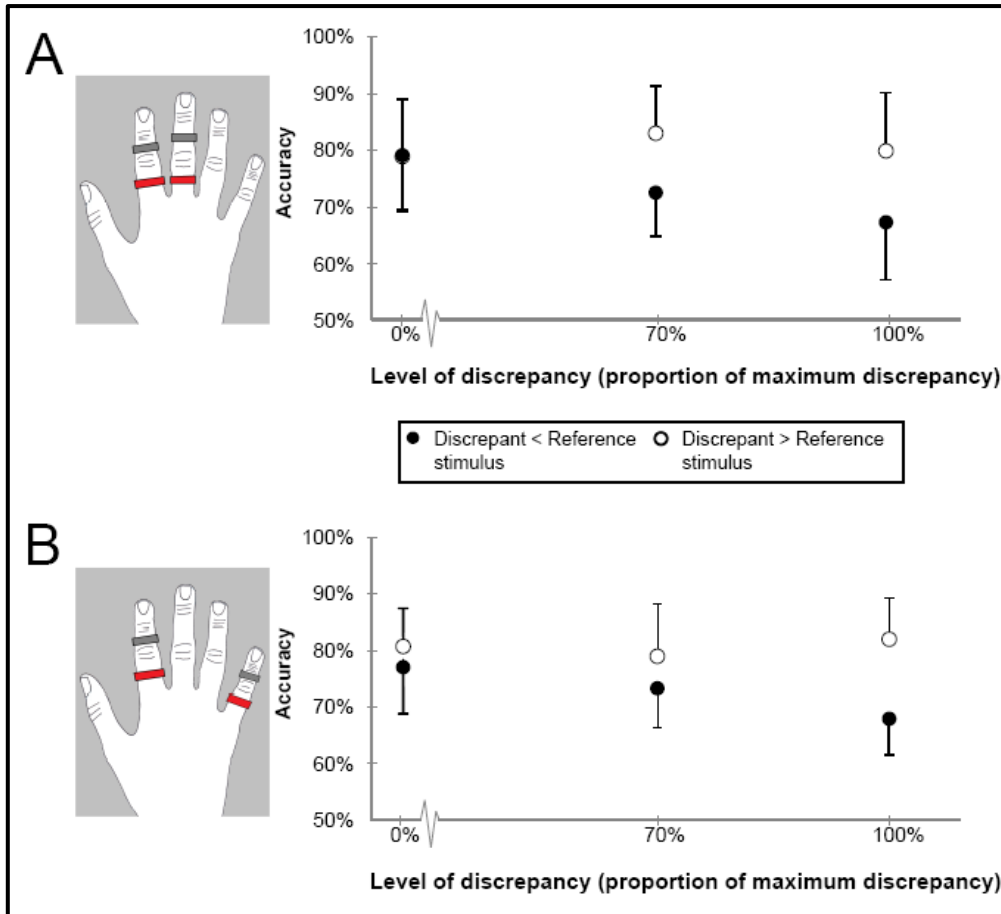 A
Accuracy
100%
90%
80%
70%
60%
50%
0%
70%
100%
Level of discrepancy (proportion of maximum discrepancy)
Discrepant < Reference
stimulus
Discrepant > Reference
stimulus
B
Accuracy
100%
90%
80%
70%
60%
50%
0%
70%
100%
Level of discrepancy (proportion of maximum discrepancy)